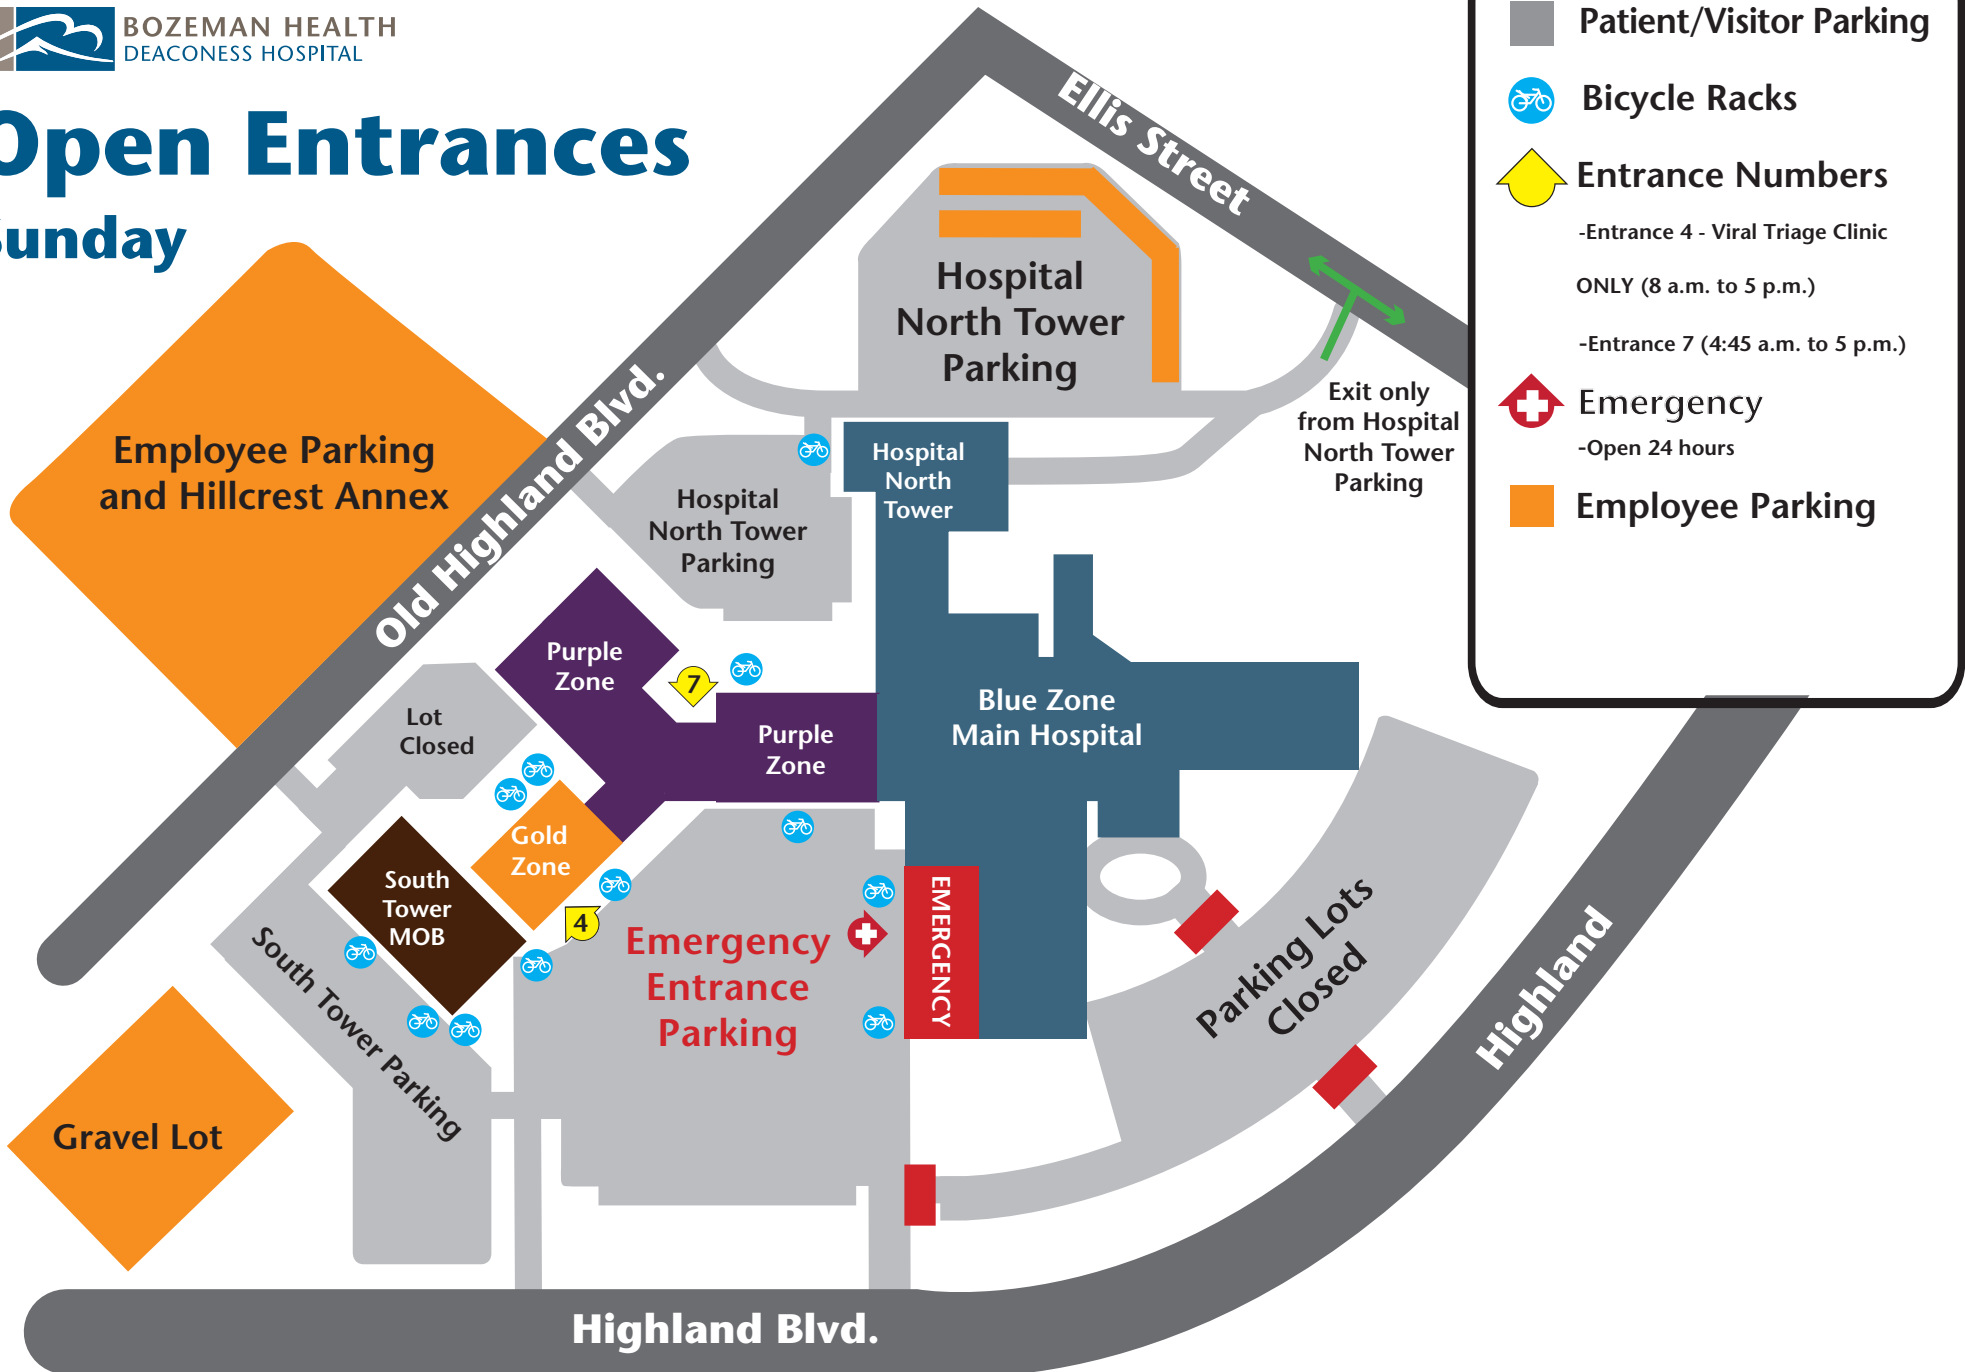 BOZEMAN HEALTH
DEACONESS HOSPITAL
Open Entrances
Sunday
Patient/Visitor Parking
Bicycle Racks
Entrance Numbers
-Entrance 4 - Viral Triage Clinic
ONLY (8 a.m. to 5 p.m.)
-Entrance 7 (4:45 a.m. to 5 p.m.)
Emergency
-Open 24 hours
Employee Parking
Ellis Street
Hospital
North Tower
Parking
Exit only
from Hospital
North Tower
Parking
Old Highland Blvd.
Employee Parking
and Hillcrest Annex
Hospital
North Tower
Parking
Hospital
North
Tower
Purple
Zone
7
Purple
Zone
Blue Zone
Main Hospital
Lot
Closed
Gold
Zone
South
Tower
MOB
4
Emergency
Entrance
Parking
EMERGENCY
Parking Lots
Closed
Highland
South Tower Parking
Gravel Lot
Highland Blvd.